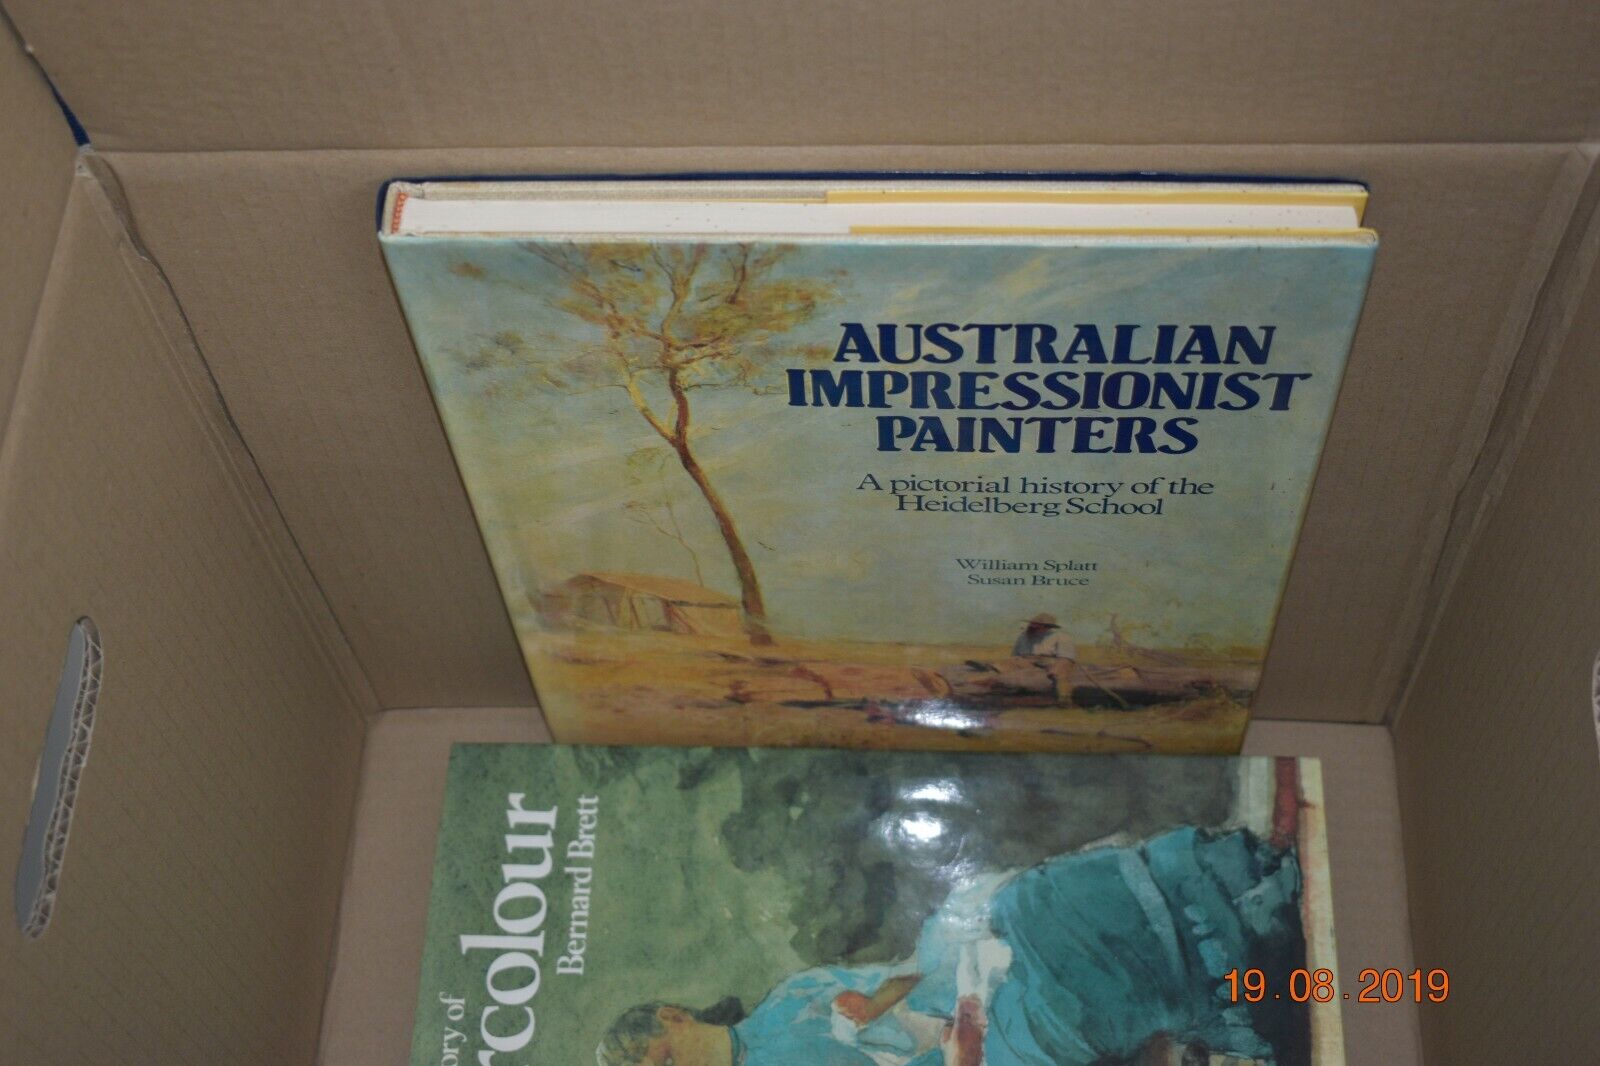 AUSTRALIAN
IMPRESSIONIST
PAINTERS
A pictorial history of the
Heidelberg School
William Splatt
Susan Bruce
ory of
rcolour
Bernard Brett
19.08.2019